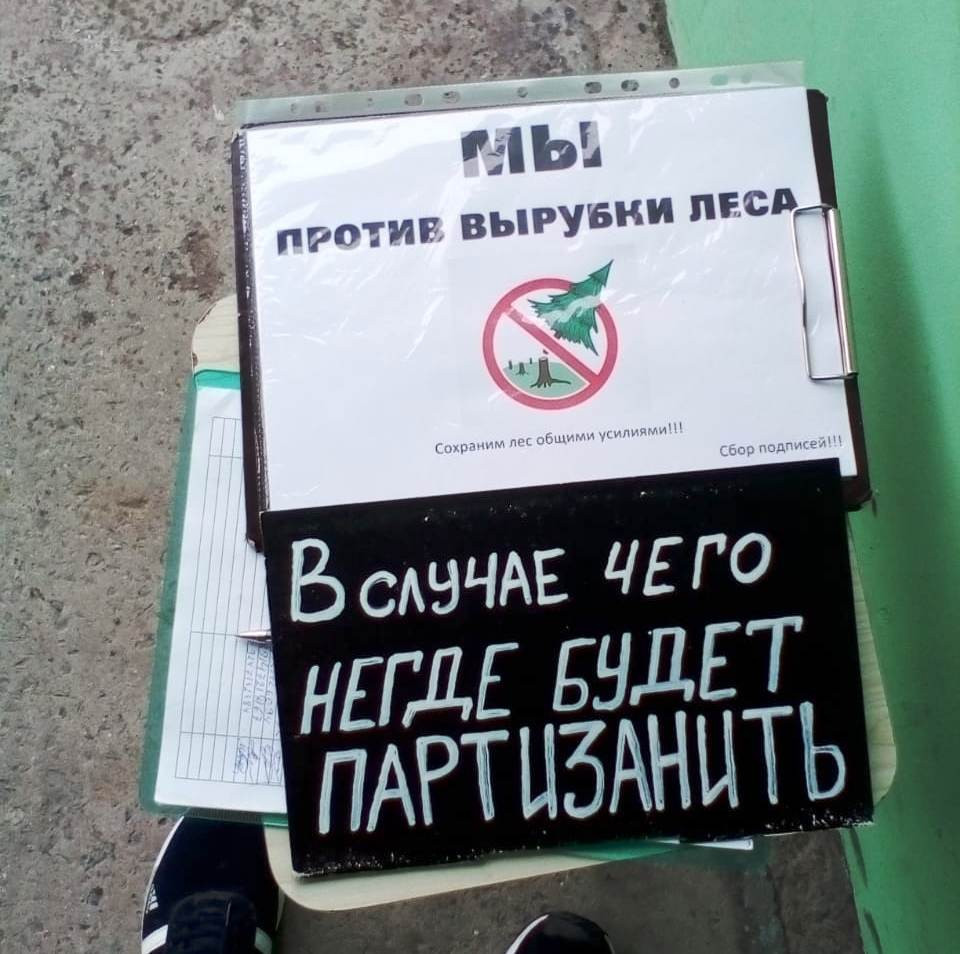 МЫ
ПРОТИВ ВЫРУБКИ ЛЕСА
Сохраним лес общими усилиями!!!
Сбор подписей!!!
В СЛУЧАЕ ЧЕГО
НЕГДЕ БУДЕТ
ПАРТИЗАНИТЬ